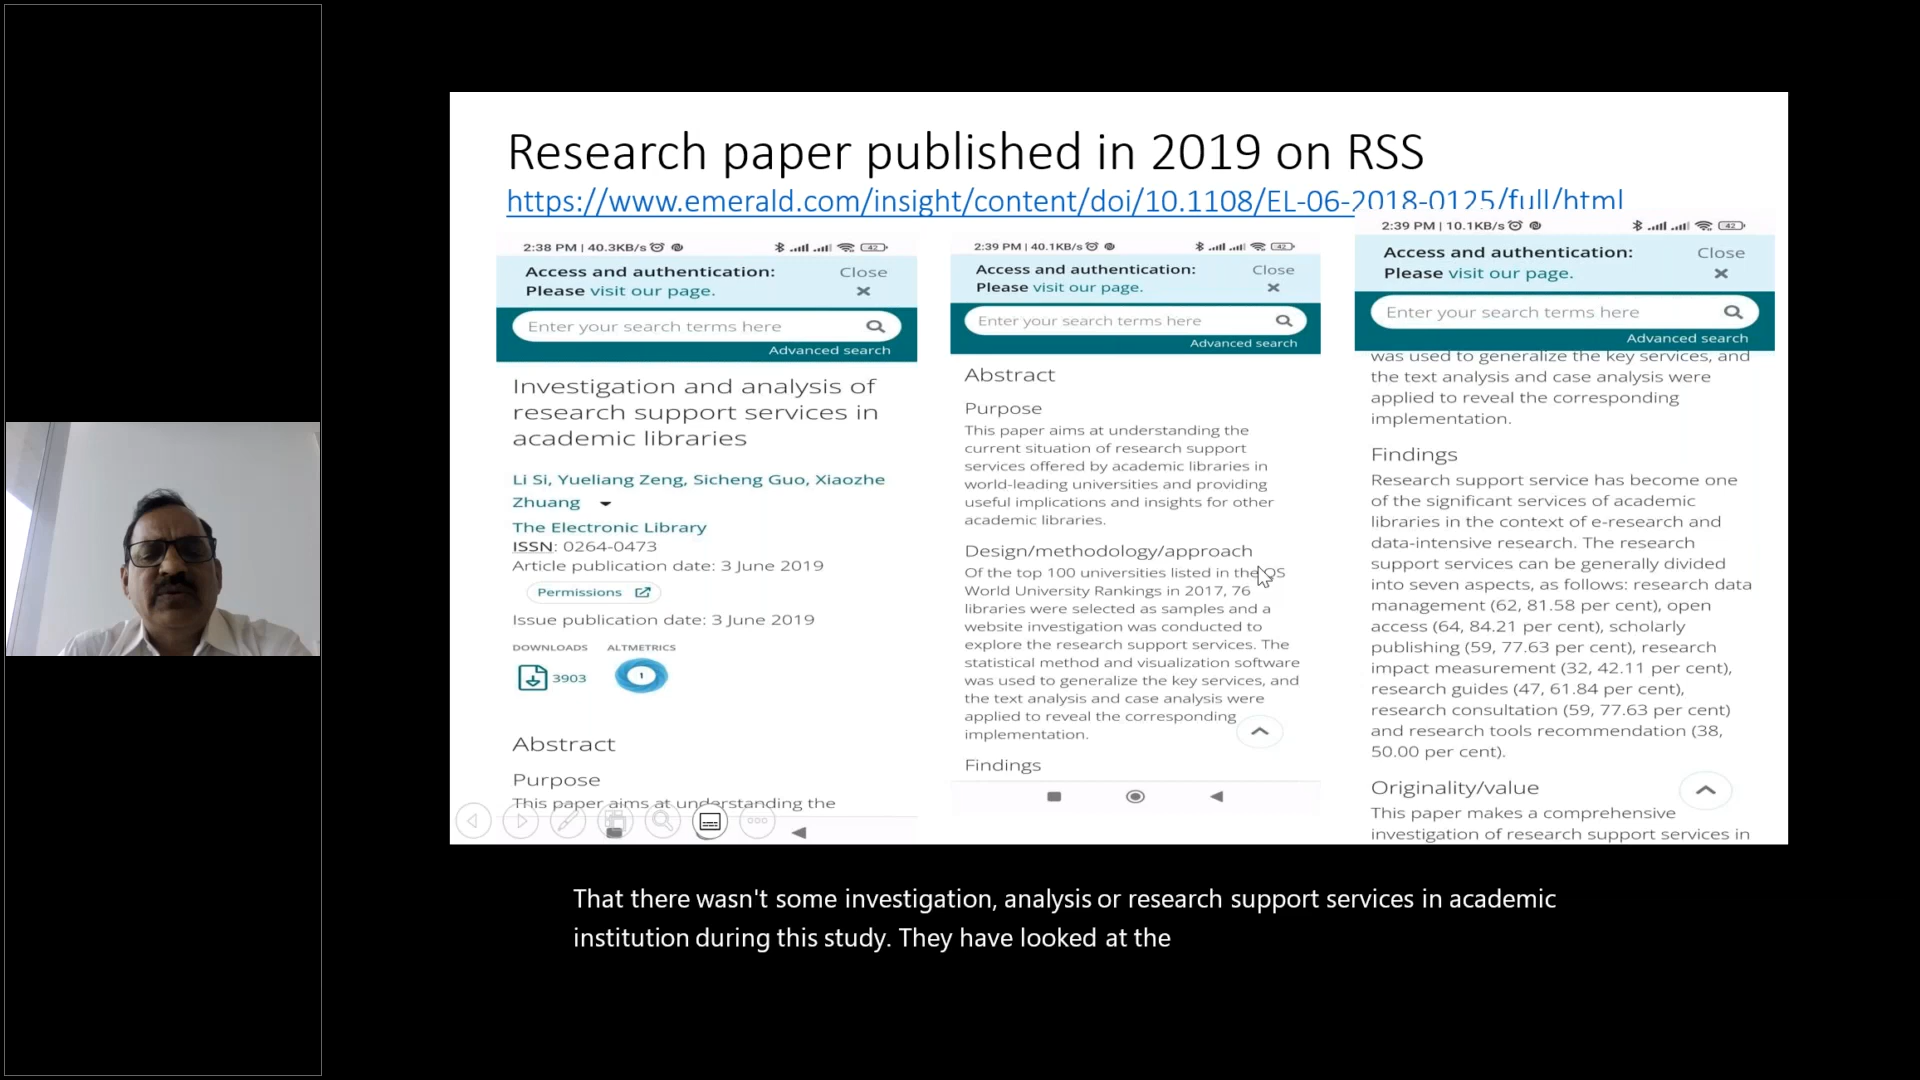 Research paper published in 2019 on RSS
https://www.emerald.com/insight/content/doi/10.1108/EL-06-2018-0125/full/html
2:38 PM | 40.3KB/s
42
Access and authentication:
Close
Please visit our page.
Enter your search terms here
Advanced search
Investigation and analysis of
research support services in
academic libraries
Li Si, Yueliang Zeng, Sicheng Guo, Xiaozhe
Zhuang
The Electronic Library
ISSN: 0264-0473
Article publication date: 3 June 2019
Permissions
Issue publication date: 3 June 2019
DOWNLOADS
ALTMETRICS
3903
1
Abstract
Purpose
This paper aims at understanding the
2:39 PM | 40.1KB/s
42
Access and authentication:
Close
Please visit our page.
Enter your search terms here
Advanced search
Abstract
Purpose
This paper aims at understanding the
current situation of research support
services offered by academic libraries in
world-leading universities and providing
useful implications and insights for other
academic libraries.
Design/methodology/approach
Of the top 100 universities listed in the QS
World University Rankings in 2017, 76
libraries were selected as samples and a
website investigation was conducted to
explore the research support services. The
statistical method and visualization software
was used to generalize the key services, and
the text analysis and case analysis were
applied to reveal the corresponding
implementation.
Findings
2:39 PM | 10.1KB/s
42
Access and authentication:
Close
Please visit our page.
Enter your search terms here
Advanced search
was used to generalize the key services, and
the text analysis and case analysis were
applied to reveal the corresponding
implementation.
Findings
Research support service has become one
of the significant services of academic
libraries in the context of e-research and
data-intensive research. The research
support services can be generally divided
into seven aspects, as follows: research data
management (62, 81.58 per cent), open
access (64, 84.21 per cent), scholarly
publishing (59, 77.63 per cent), research
impact measurement (32, 42.11 per cent),
research guides (47, 61.84 per cent),
research consultation (59, 77.63 per cent)
and research tools recommendation (38,
50.00 per cent).
Originality/value
This paper makes a comprehensive
investigation of research support services in
That there wasn't some investigation, analysis or research support services in academic
institution during this study. They have looked at the